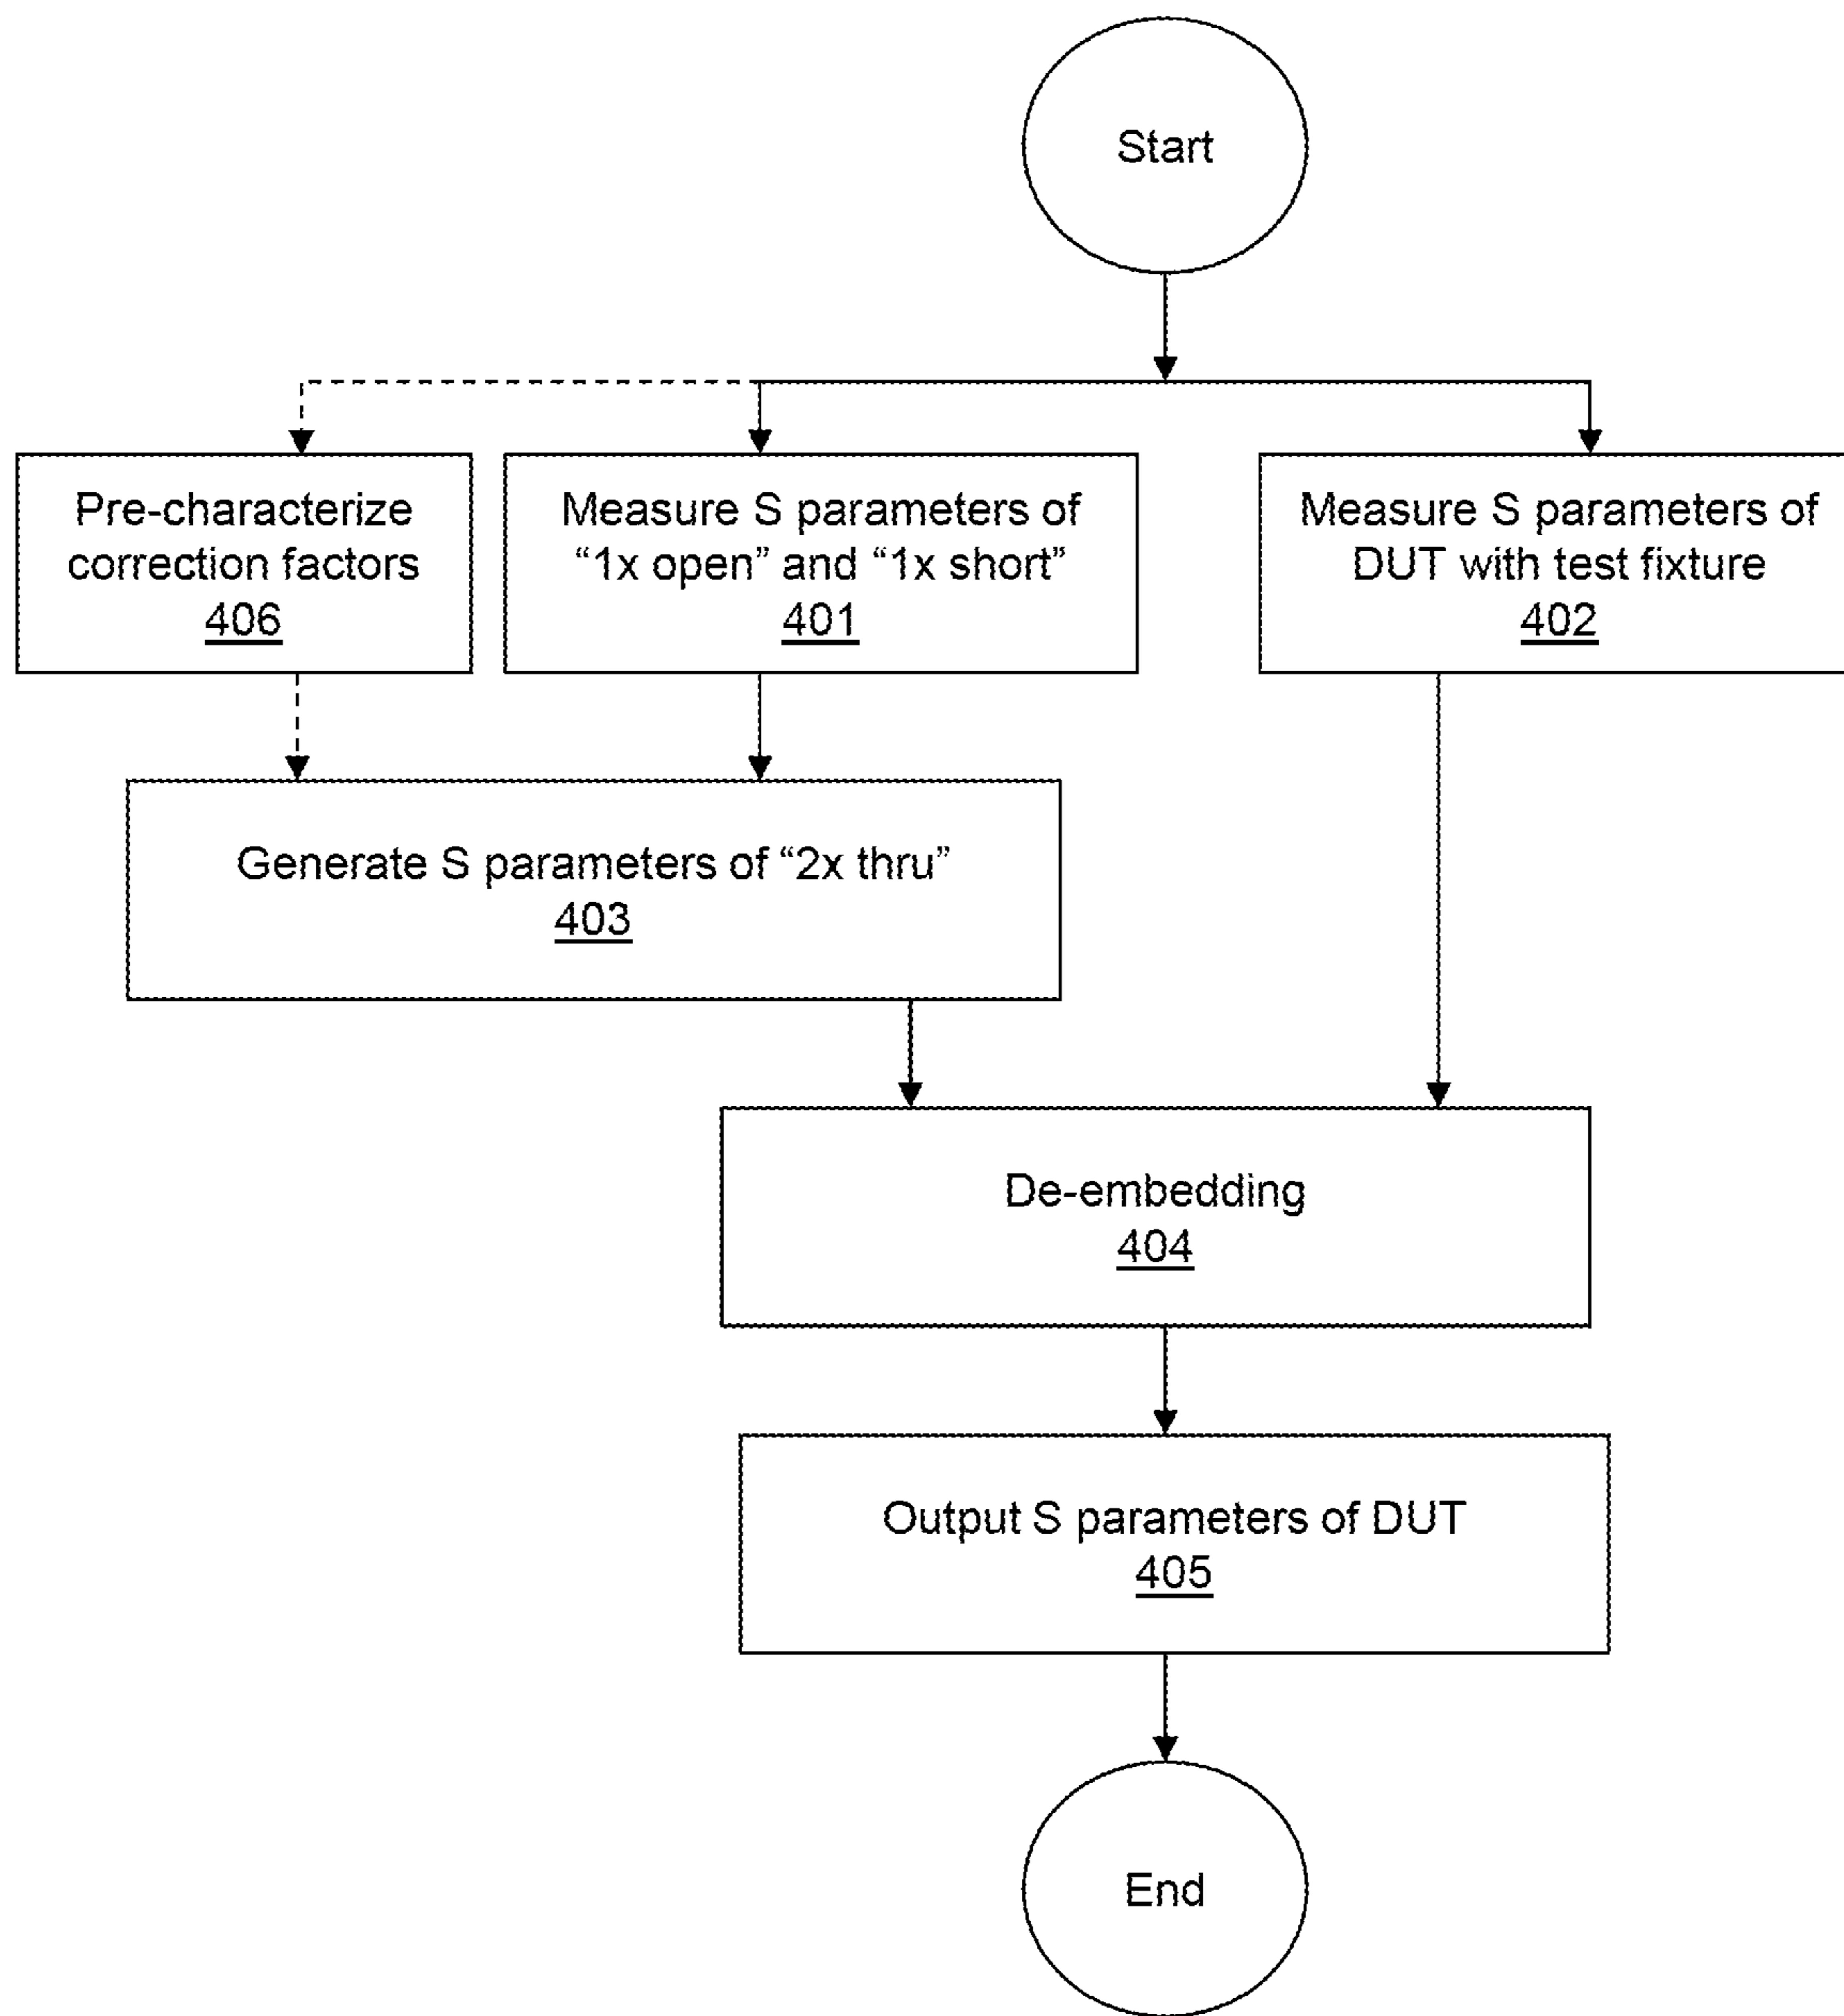 Start
Pre-characterize
correction factors
406
Measure S parameters of
“1x open” and “1x short”
401
Measure S parameters of
DUT with test fixture
402
Generate S parameters of “2x thru”
403
De-embedding
404
Output S parameters of DUT
405
End